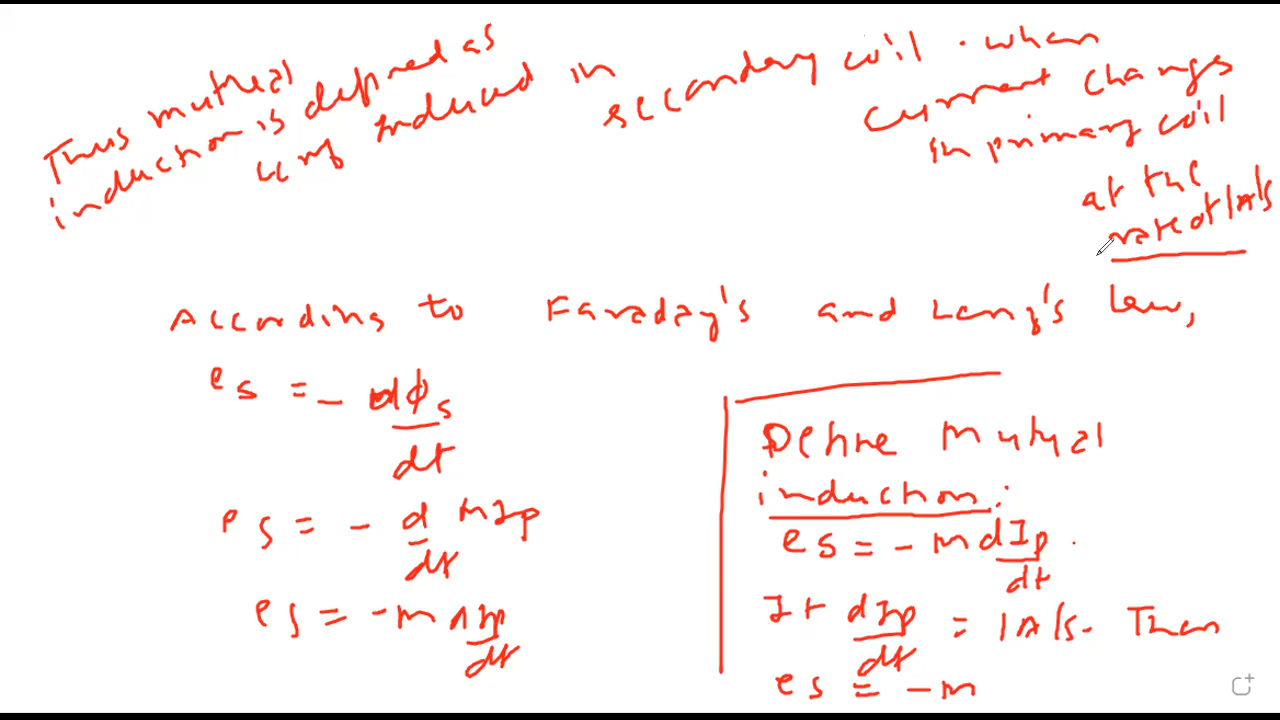 Thus mutual
induction is defined as
emf induced in secondary coil. when
current changes
in primary coil
at the
rate of 1A/s
According to Faraday's and Lenz's law,
es = - dϕs/dt
es = - d/dt MIp
es = -M dIp/dt
Define Mutual
induction:
es = - M dIp/dt.
If dIp/dt = 1A/s. Then
es = -M